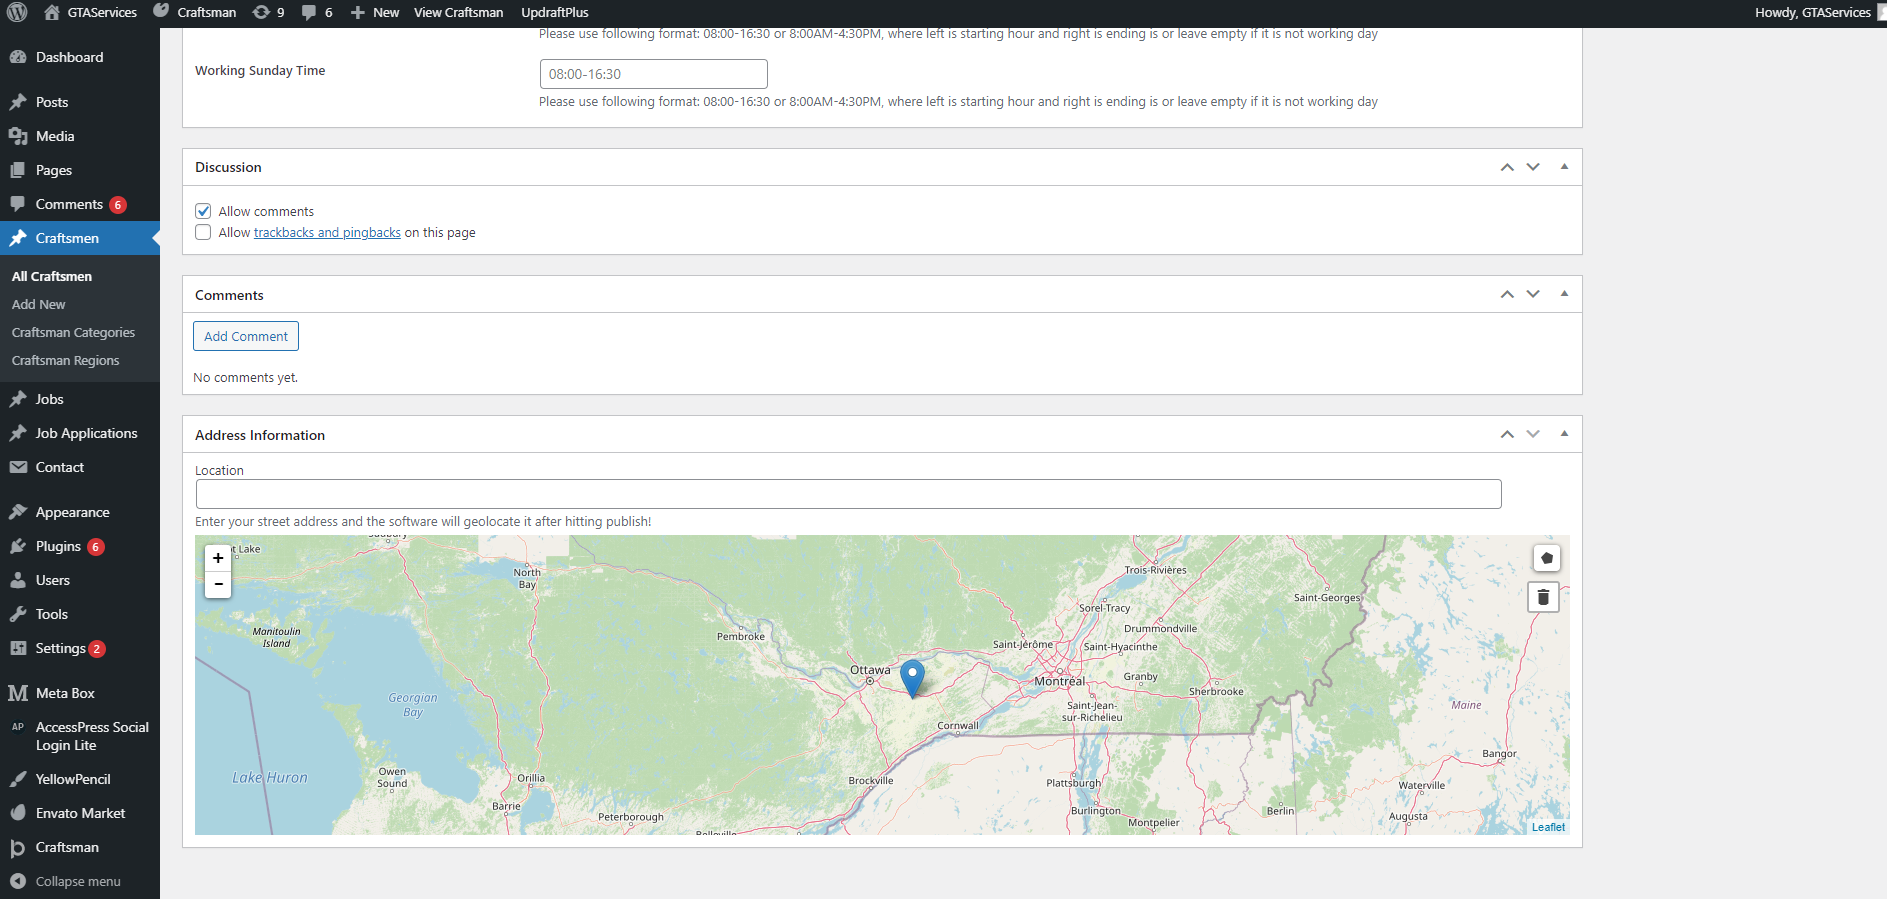 GTAServices
Craftsman
9
6
New
View Craftsman
UpdraftPlus
Howdy, GTAServices
Dashboard
Posts
Media
Pages
Comments 6
Craftsmen
All Craftsmen
Add New
Craftsman Categories
Craftsman Regions
Jobs
Job Applications
Contact
Appearance
Plugins 6
Users
Tools
Settings 2
Meta Box
AP AccessPress Social
Login Lite
YellowPencil
Envato Market
Craftsman
Collapse menu
Please use following format: 08:00-16:30 or 8:00AM-4:30PM, where left is starting hour and right is ending is or leave empty if it is not working day
Working Sunday Time
08:00-16:30
Please use following format: 08:00-16:30 or 8:00AM-4:30PM, where left is starting hour and right is ending is or leave empty if it is not working day
Discussion
Allow comments
Allow trackbacks and pingbacks on this page
Comments
Add Comment
No comments yet.
Address Information
Location
Enter your street address and the software will geolocate it after hitting publish!
+
−
Lake
North
Bay
Trois-Rivières
Saint-Georges
Sorel-Tracy
Manitoulin
Island
Pembroke
Drummondville
Saint-Jérôme
Saint-Hyacinthe
Ottawa
Montréal
Granby
Sherbrooke
Georgian
Bay
Saint-Jean-
sur-Richelieu
Maine
Cornwall
Bangor
Lake Huron
Owen
Sound
Orillia
Brockville
Plattsburgh
Waterville
Barrie
Peterborough
Burlington
Berlin
Augusta
Montpelier
Leaflet